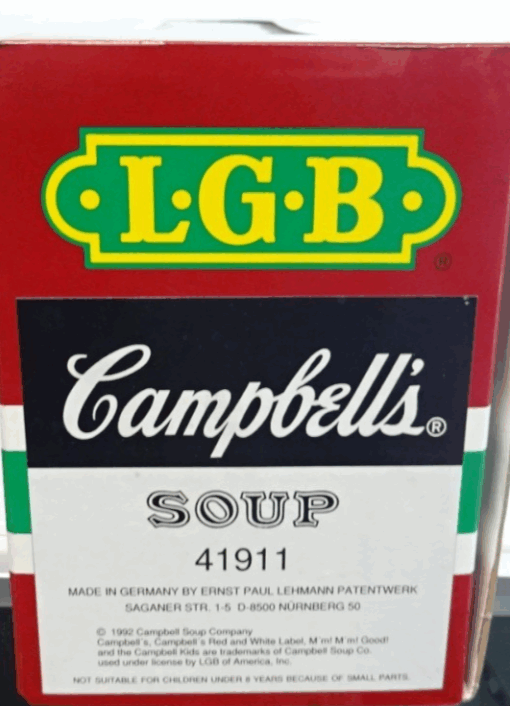 L·G·B
®
Campbell's®
SOUP
41911
MADE IN GERMANY BY ERNST PAUL LEHMANN PATENTWERK
SAGANER STR. 1-5 D-8500 NÜRNBERG 50
© 1992 Campbell Soup Company
Campbell's, Campbell's Red and White Label, M'm! M'm! Good!
and the Campbell Kids are trademarks of Campbell Soup Co.
used under license by LGB of America, Inc.
NOT SUITABLE FOR CHILDREN UNDER 8 YEARS BECAUSE OF SMALL PARTS.